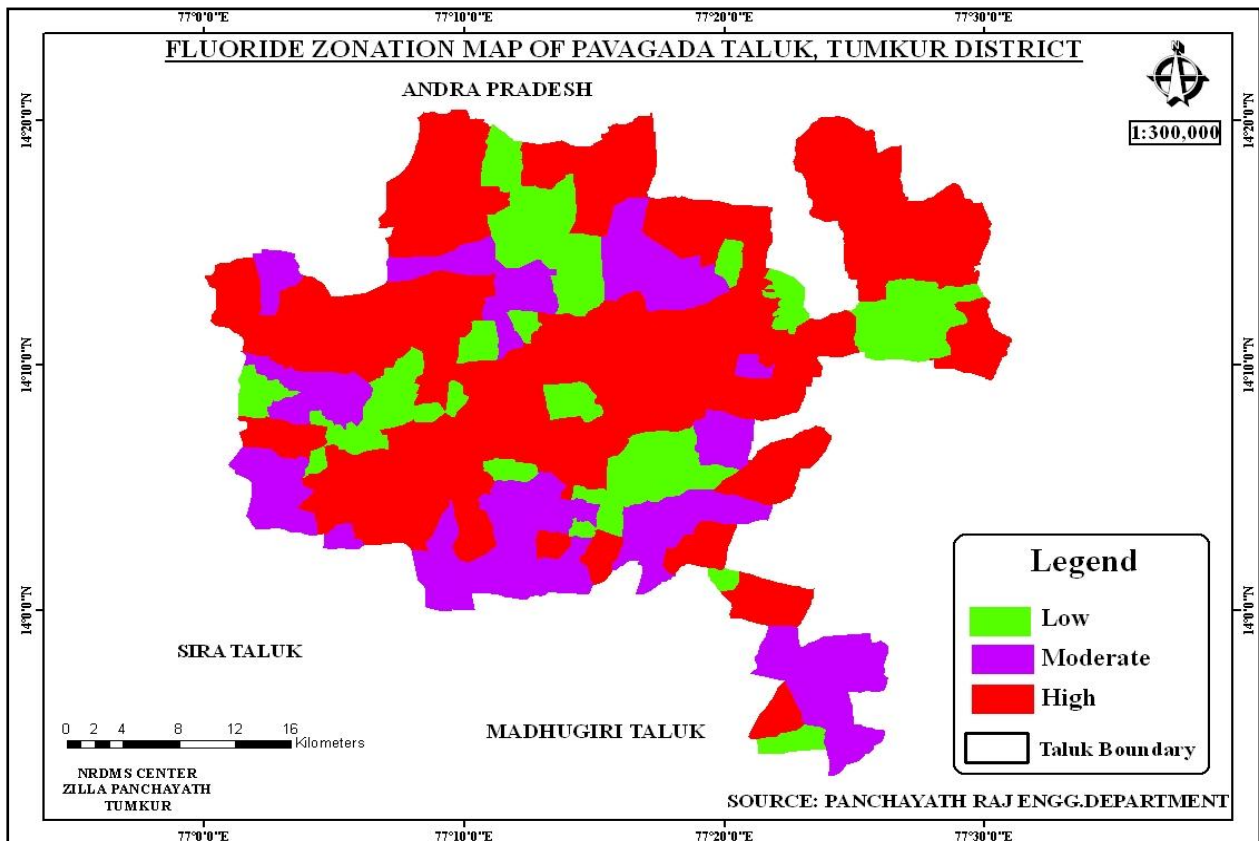 77°0'0"E 77°10'0"E 77°20'0"E 77°30'0"E
FLUORIDE ZONATION MAP OF PAVAGADA TALUK, TUMKUR DISTRICT
ANDRA PRADESH
N
1:300,000
14°20'0"N 14°20'0"N
14°10'0"N 14°10'0"N
14°0'0"N 14°0'0"N
SIRA TALUK
MADHUGIRI TALUK
Legend
Low
Moderate
High
Taluk Boundary
0 2 4 8 12 16
Kilometers
NRDMS CENTER
ZILLA PANCHAYATH
TUMKUR
SOURCE: PANCHAYATH RAJ ENGG.DEPARTMENT
77°0'0"E 77°10'0"E 77°20'0"E 77°30'0"E